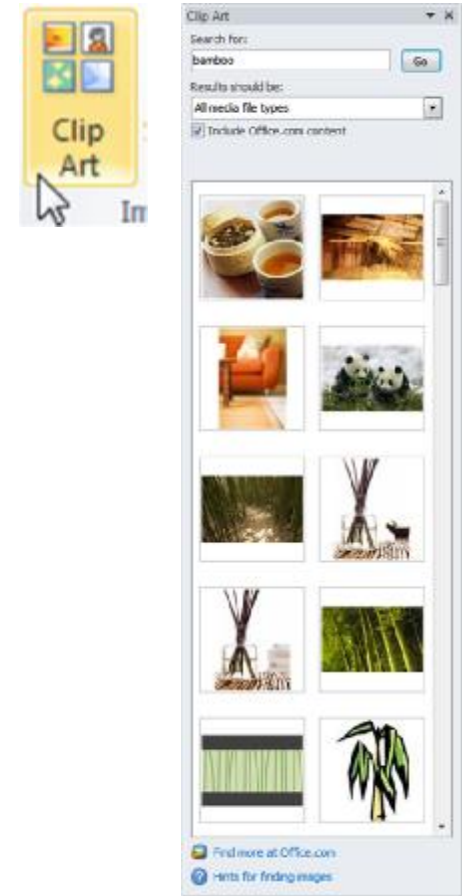 Clip
Art
Im
Clip Art
Search for:
bamboo
Go
Results should be:
All media file types
Include Office.com content
Find more at Office.com
Hints for finding images